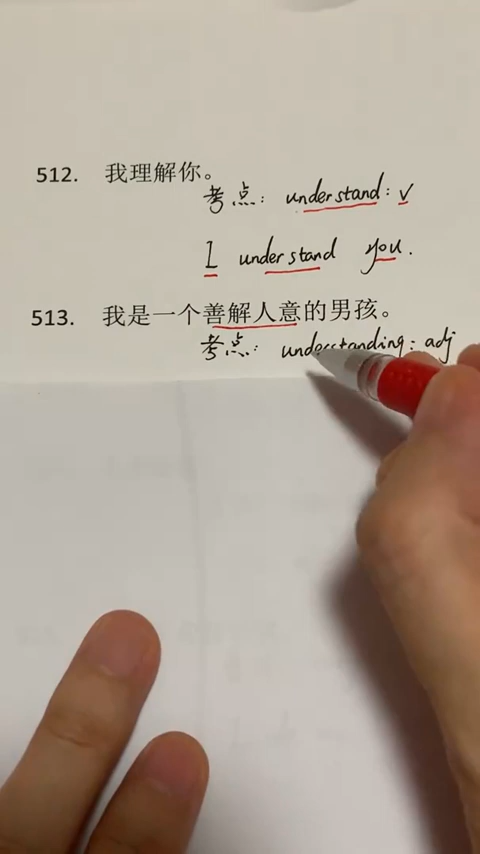 512. 我理解你。
考点: understand: v
I understand you.
513. 我是一个善解人意的男孩。
考点: understanding: adj